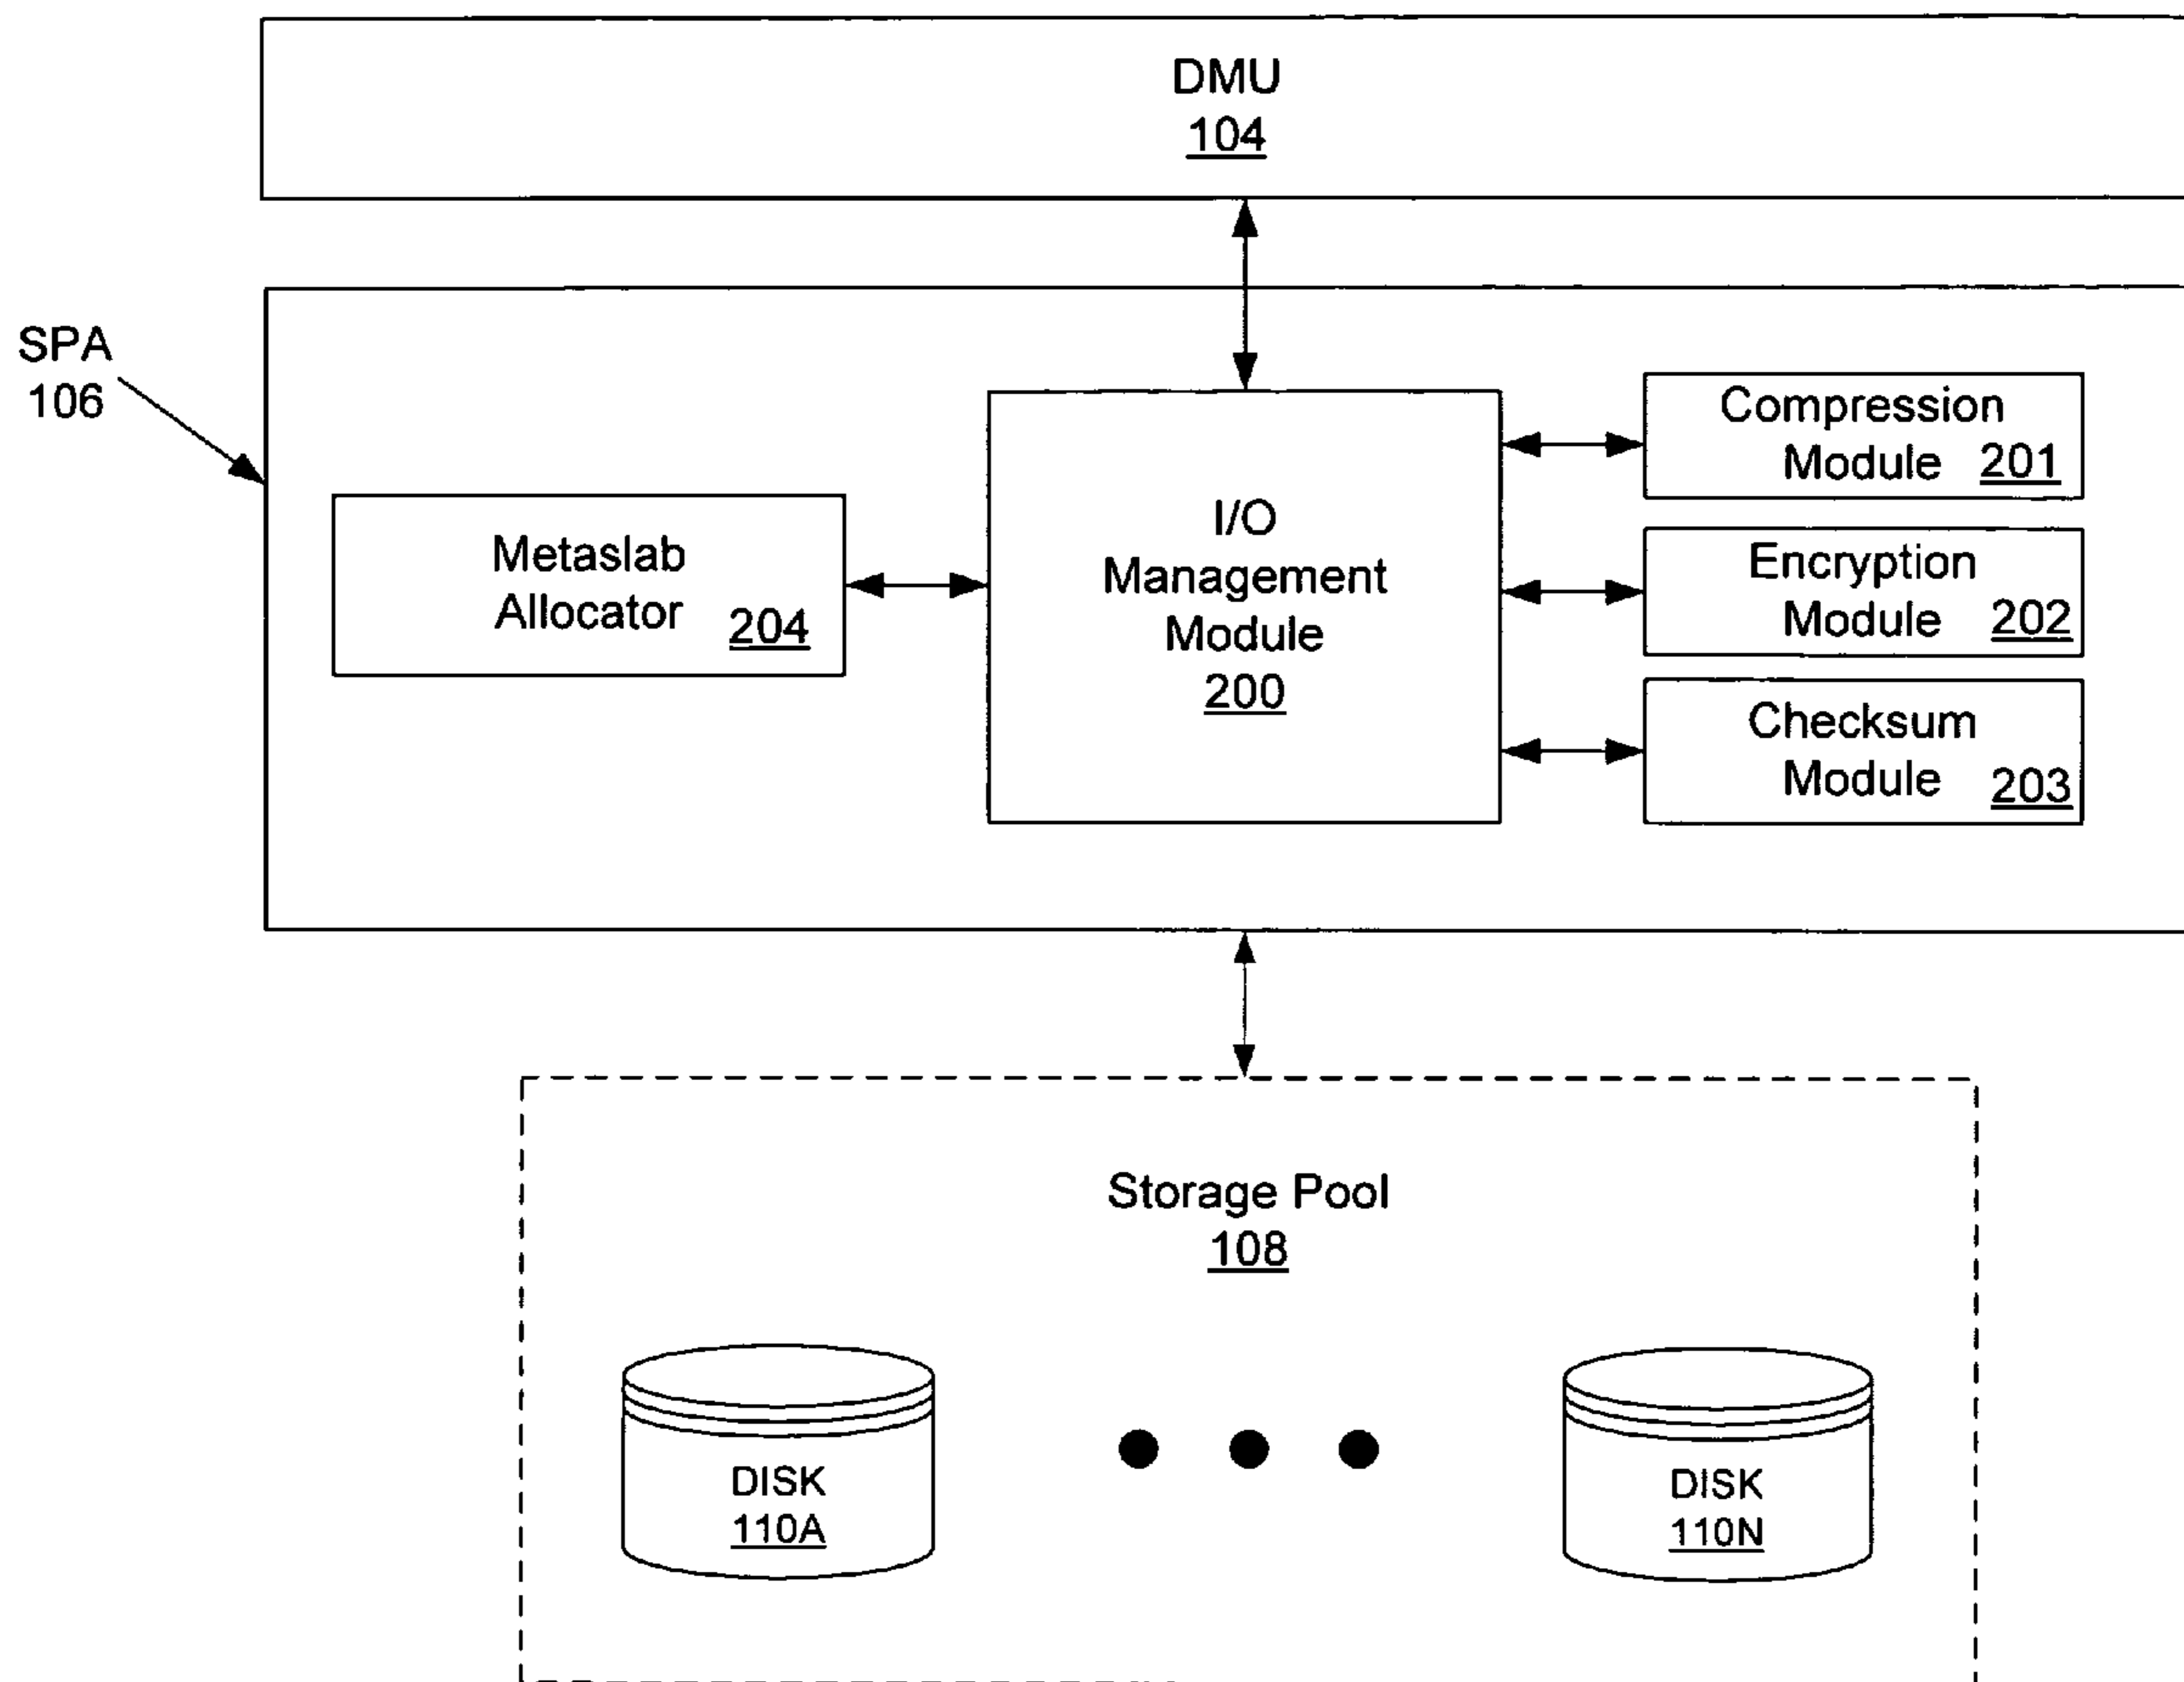 DMU
104
SPA
106
Metaslab
Allocator 204
I/O
Management
Module
200
Compression
Module 201
Encryption
Module 202
Checksum
Module 203
Storage Pool
108
DISK
110A
DISK
110N